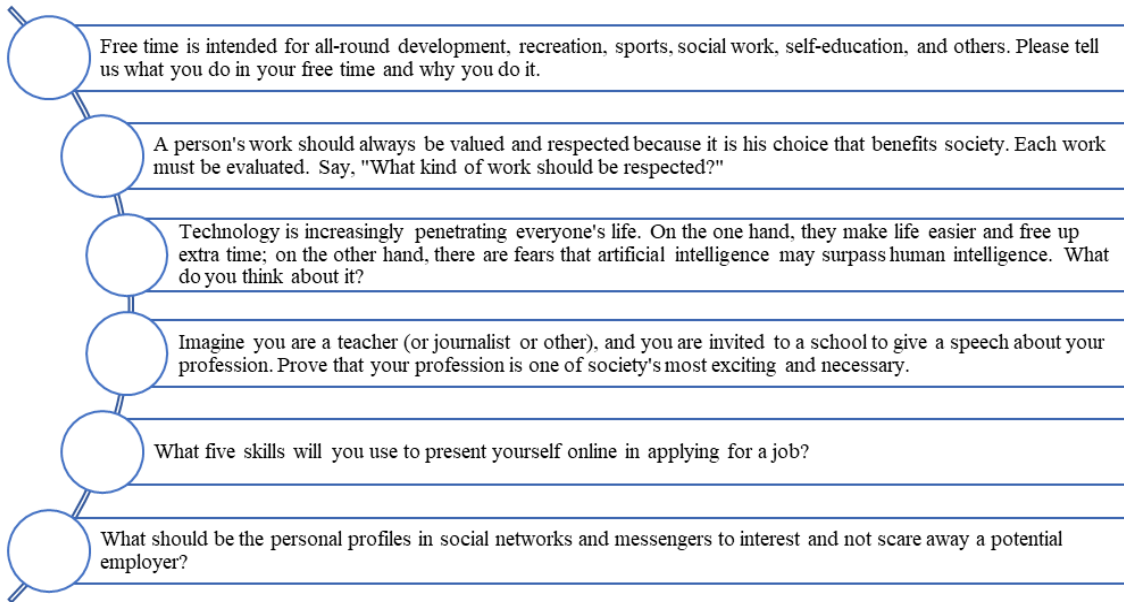 Free time is intended for all-round development, recreation, sports, social work, self-education, and others. Please tell
us what you do in your free time and why you do it.
A person's work should always be valued and respected because it is his choice that benefits society. Each work
must be evaluated. Say, "What kind of work should be respected?"
Technology is increasingly penetrating everyone's life. On the one hand, they make life easier and free up
extra time; on the other hand, there are fears that artificial intelligence may surpass human intelligence. What
do you think about it?
Imagine you are a teacher (or journalist or other), and you are invited to a school to give a speech about your
profession. Prove that your profession is one of society's most exciting and necessary.
What five skills will you use to present yourself online in applying for a job?
What should be the personal profiles in social networks and messengers to interest and not scare away a potential
employer?